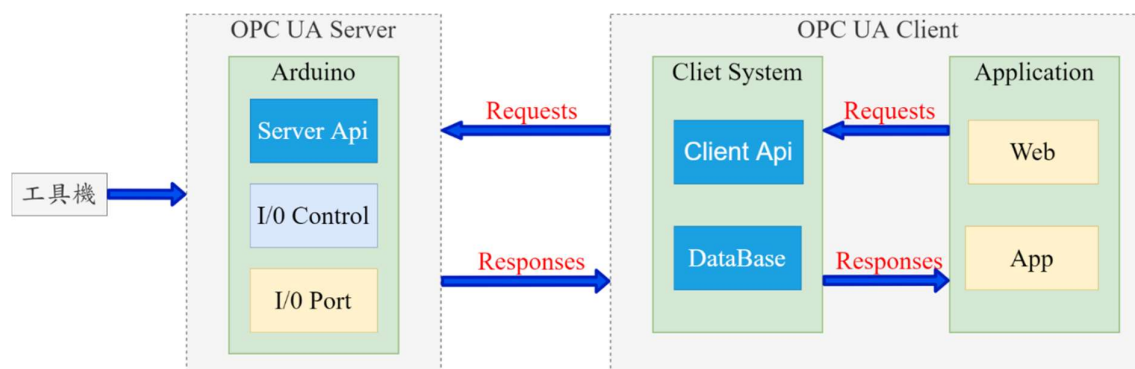 OPC UA Server
OPC UA Client
Arduino
Cliet System
Application
Server Api
Requests
Requests
Client Api
Web
工具機
I/0 Control
Responses
DataBase
Responses
App
I/0 Port